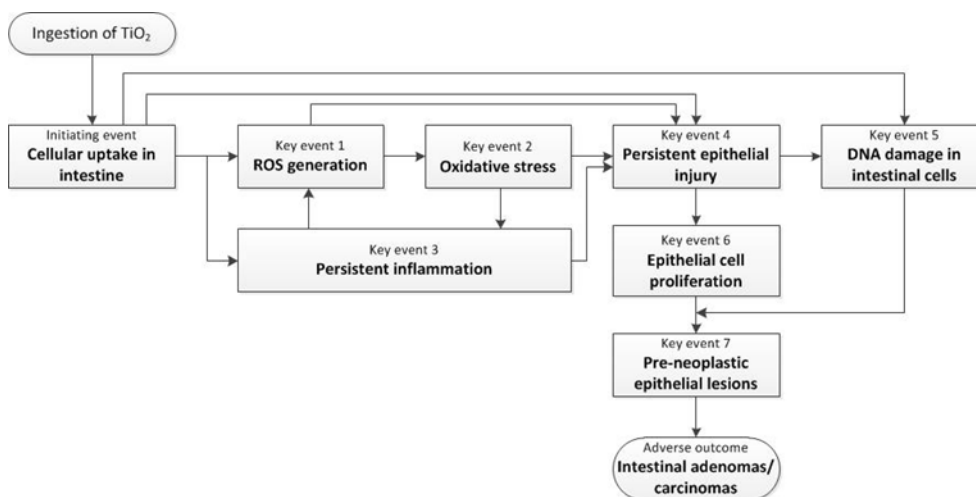 Ingestion of TiO₂
Initiating event
Cellular uptake in
intestine
Key event 1
ROS generation
Key event 2
Oxidative stress
Key event 4
Persistent epithelial
injury
Key event 5
DNA damage in
intestinal cells
Key event 3
Persistent inflammation
Key event 6
Epithelial cell
proliferation
Key event 7
Pre-neoplastic
epithelial lesions
Adverse outcome
Intestinal adenomas/
carcinomas